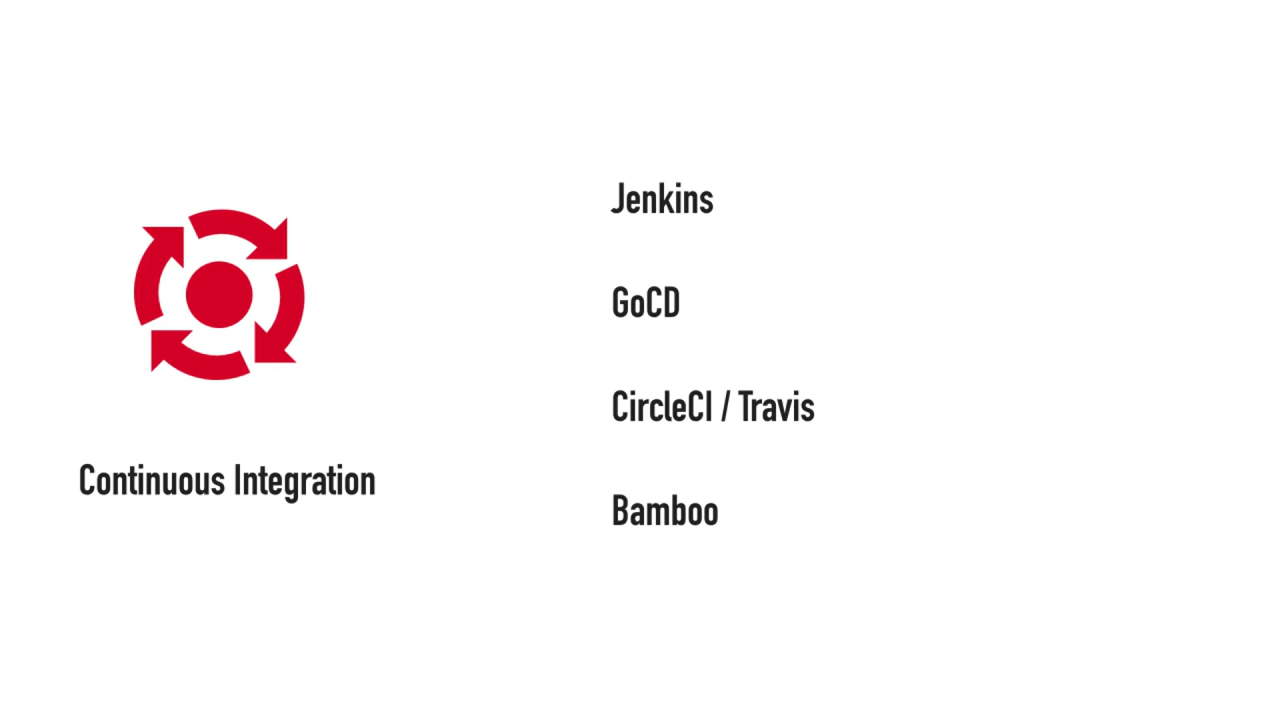 Continuous Integration
Jenkins
GoCD
CircleCI / Travis
Bamboo